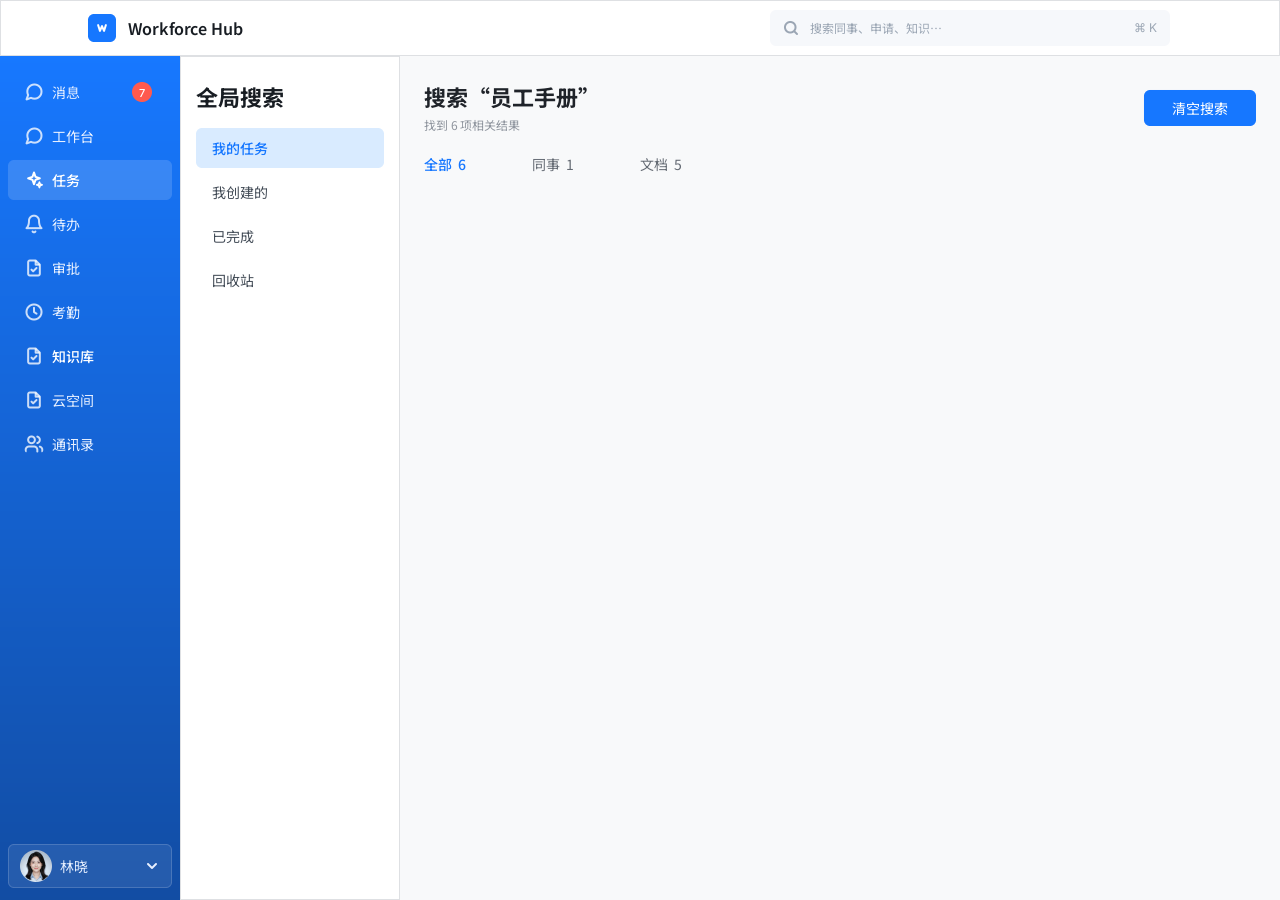 Workforce Hub
搜索同事、申请、知识…
⌘ K
消息
7
工作台
任务
待办
审批
考勤
知识库
云空间
通讯录
林晓
全局搜索
我的任务
我创建的
已完成
回收站
搜索“员工手册”
找到 6 项相关结果
清空搜索
全部 6
同事 1
文档 5